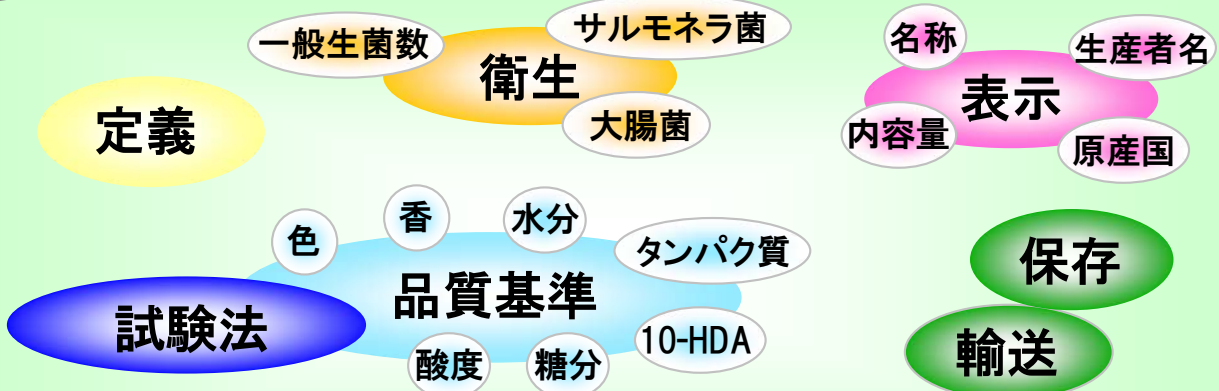 定義
一般生菌数
サルモネラ菌
衛生
大腸菌
名称
生産者名
表示
内容量
原産国
色
香
水分
タンパク質
品質基準
試験法
酸度
糖分
10-HDA
保存
輸送